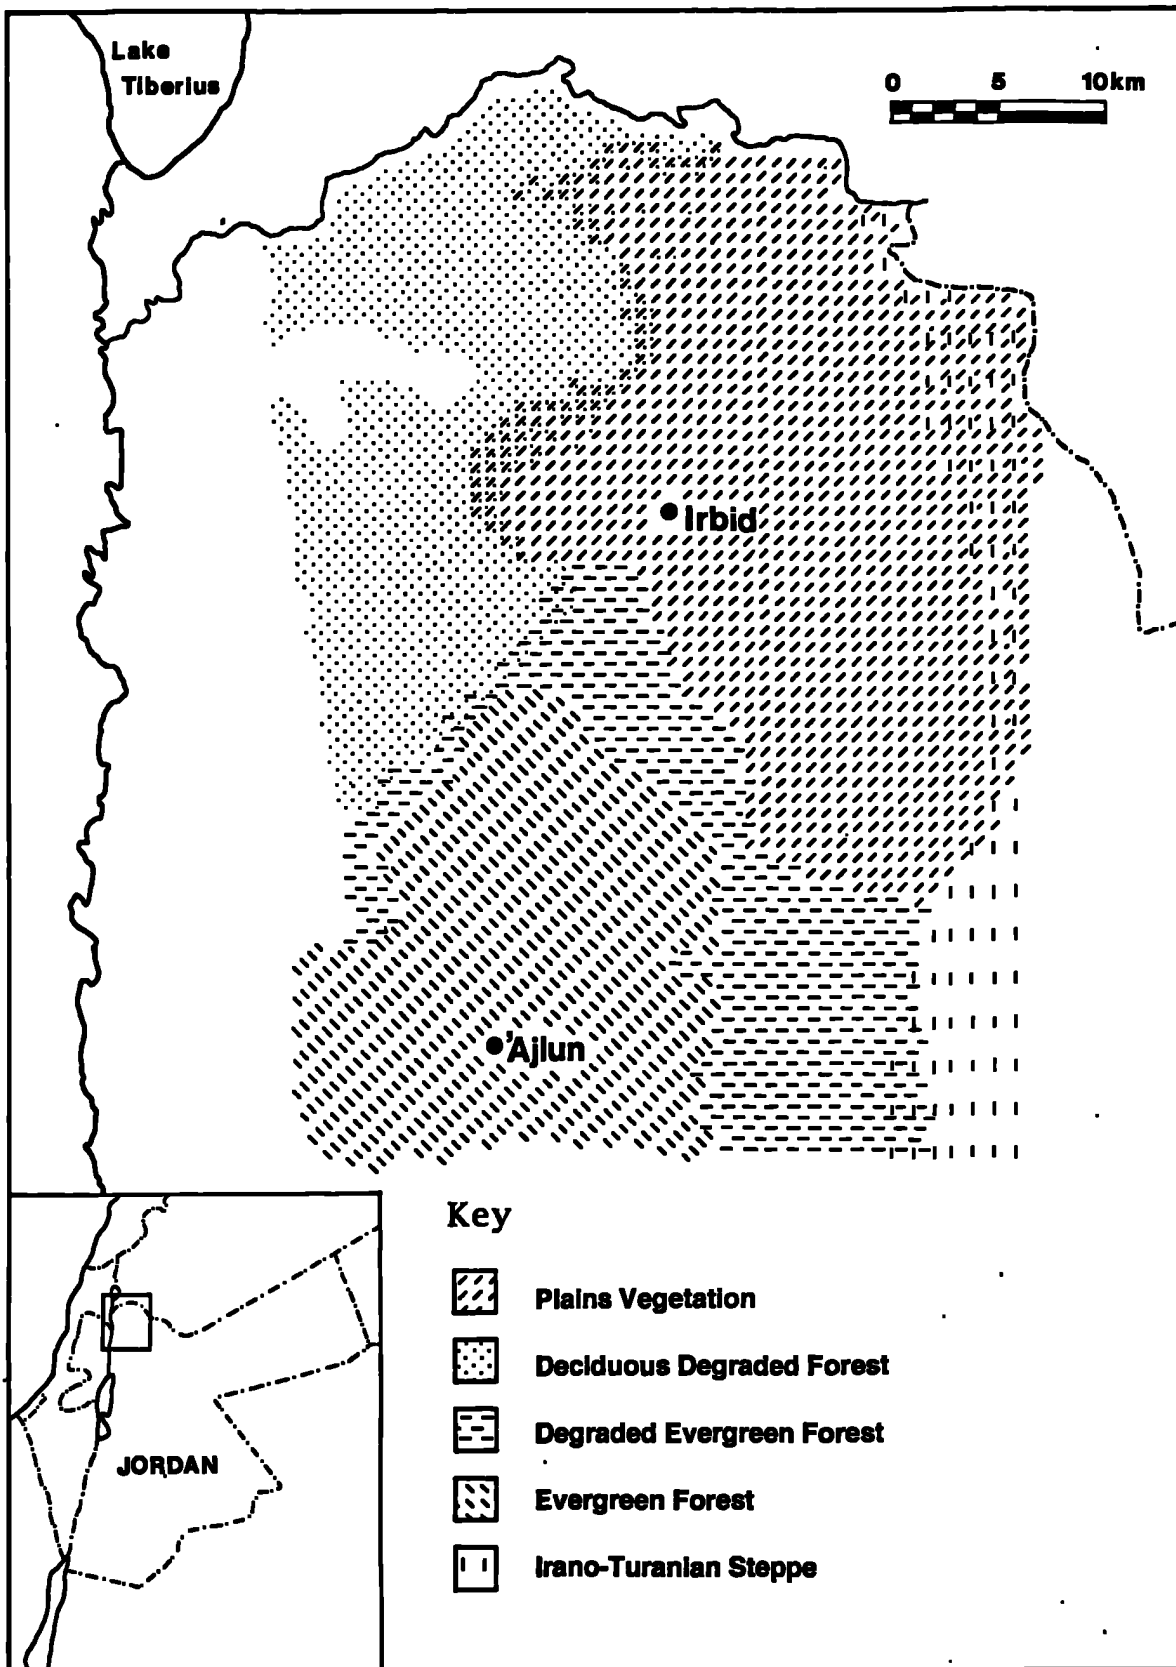 Lake
Tiberius
0 5 10km
Irbid
'Ajlun
JORDAN
Key
Plains Vegetation
Deciduous Degraded Forest
Degraded Evergreen Forest
Evergreen Forest
Irano-Turanian Steppe